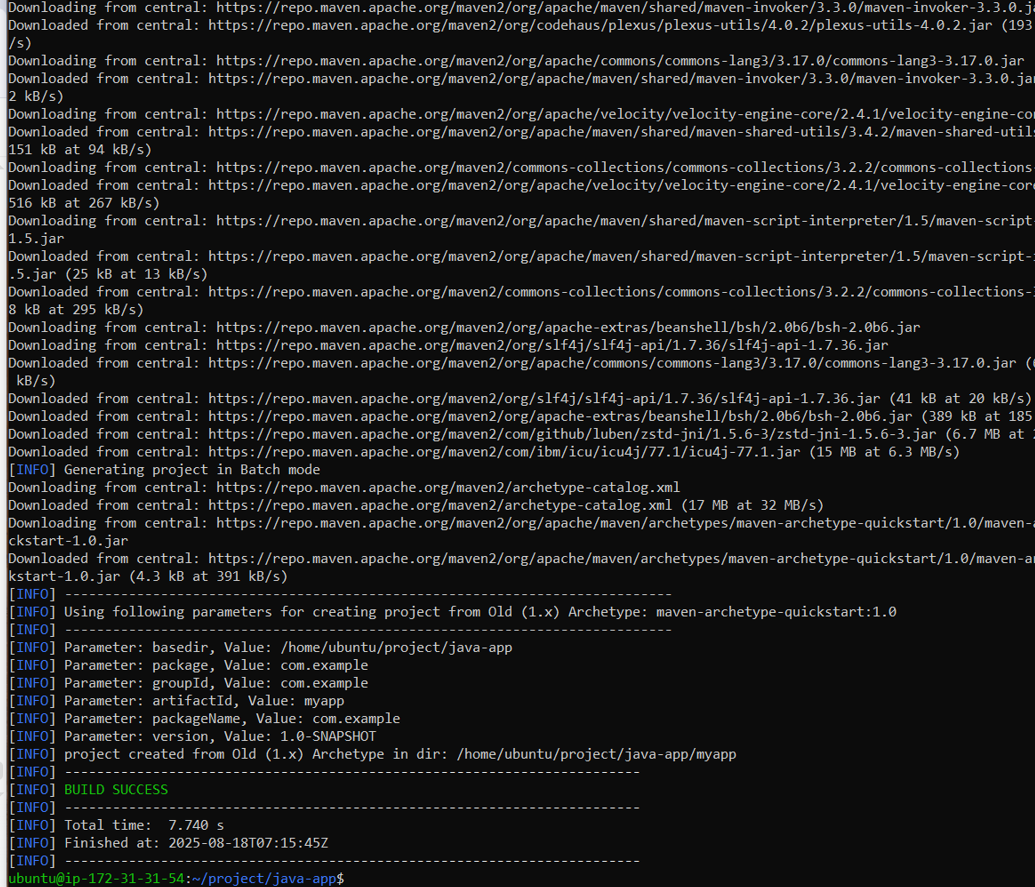 Downloading from central: https://repo.maven.apache.org/maven2/org/apache/maven/shared/maven-invoker/3.3.0/maven-invoker-3.3.0.j
Downloaded from central: https://repo.maven.apache.org/maven2/org/codehaus/plexus/plexus-utils/4.0.2/plexus-utils-4.0.2.jar (193
/s)
Downloading from central: https://repo.maven.apache.org/maven2/org/apache/commons/commons-lang3/3.17.0/commons-lang3-3.17.0.jar
Downloaded from central: https://repo.maven.apache.org/maven2/org/apache/maven/shared/maven-invoker/3.3.0/maven-invoker-3.3.0.ja
2 kB/s)
Downloading from central: https://repo.maven.apache.org/maven2/org/apache/velocity/velocity-engine-core/2.4.1/velocity-engine-co
Downloaded from central: https://repo.maven.apache.org/maven2/org/apache/maven/shared/maven-shared-utils/3.4.2/maven-shared-util
151 kB at 94 kB/s)
Downloading from central: https://repo.maven.apache.org/maven2/commons-collections/commons-collections/3.2.2/commons-collections-
Downloaded from central: https://repo.maven.apache.org/maven2/org/apache/velocity/velocity-engine-core/2.4.1/velocity-engine-cor
516 kB at 267 kB/s)
Downloading from central: https://repo.maven.apache.org/maven2/org/apache/maven/shared/maven-script-interpreter/1.5/maven-script-
1.5.jar
Downloaded from central: https://repo.maven.apache.org/maven2/org/apache/maven/shared/maven-script-interpreter/1.5/maven-script-
.5.jar (25 kB at 13 kB/s)
Downloaded from central: https://repo.maven.apache.org/maven2/commons-collections/commons-collections/3.2.2/commons-collections-
8 kB at 295 kB/s)
Downloading from central: https://repo.maven.apache.org/maven2/org/apache-extras/beanshell/bsh/2.0b6/bsh-2.0b6.jar
Downloading from central: https://repo.maven.apache.org/maven2/org/slf4j/slf4j-api/1.7.36/slf4j-api-1.7.36.jar
Downloaded from central: https://repo.maven.apache.org/maven2/org/apache/commons/commons-lang3/3.17.0/commons-lang3-3.17.0.jar (
kB/s)
Downloaded from central: https://repo.maven.apache.org/maven2/org/slf4j/slf4j-api/1.7.36/slf4j-api-1.7.36.jar (41 kB at 20 kB/s)
Downloaded from central: https://repo.maven.apache.org/maven2/org/apache-extras/beanshell/bsh/2.0b6/bsh-2.0b6.jar (389 kB at 185
Downloaded from central: https://repo.maven.apache.org/maven2/com/github/luben/zstd-jni/1.5.6-3/zstd-jni-1.5.6-3.jar (6.7 MB at
Downloaded from central: https://repo.maven.apache.org/maven2/com/ibm/icu/icu4j/77.1/icu4j-77.1.jar (15 MB at 6.3 MB/s)
[INFO] Generating project in Batch mode
Downloading from central: https://repo.maven.apache.org/maven2/archetype-catalog.xml
Downloaded from central: https://repo.maven.apache.org/maven2/archetype-catalog.xml (17 MB at 32 MB/s)
Downloading from central: https://repo.maven.apache.org/maven2/org/apache/maven/archetypes/maven-archetype-quickstart/1.0/maven-a
ckstart-1.0.jar
Downloaded from central: https://repo.maven.apache.org/maven2/org/apache/maven/archetypes/maven-archetype-quickstart/1.0/maven-ar
kstart-1.0.jar (4.3 kB at 391 kB/s)
[INFO] ----------------------------------------------------------------------------
[INFO] Using following parameters for creating project from Old (1.x) Archetype: maven-archetype-quickstart:1.0
[INFO] ----------------------------------------------------------------------------
[INFO] Parameter: basedir, Value: /home/ubuntu/project/java-app
[INFO] Parameter: package, Value: com.example
[INFO] Parameter: groupId, Value: com.example
[INFO] Parameter: artifactId, Value: myapp
[INFO] Parameter: packageName, Value: com.example
[INFO] Parameter: version, Value: 1.0-SNAPSHOT
[INFO] project created from Old (1.x) Archetype in dir: /home/ubuntu/project/java-app/myapp
[INFO] ------------------------------------------------------------------------
[INFO] BUILD SUCCESS
[INFO] ------------------------------------------------------------------------
[INFO] Total time:  7.740 s
[INFO] Finished at: 2025-08-18T07:15:45Z
[INFO] ------------------------------------------------------------------------
ubuntu@ip-172-31-31-54:~/project/java-app$